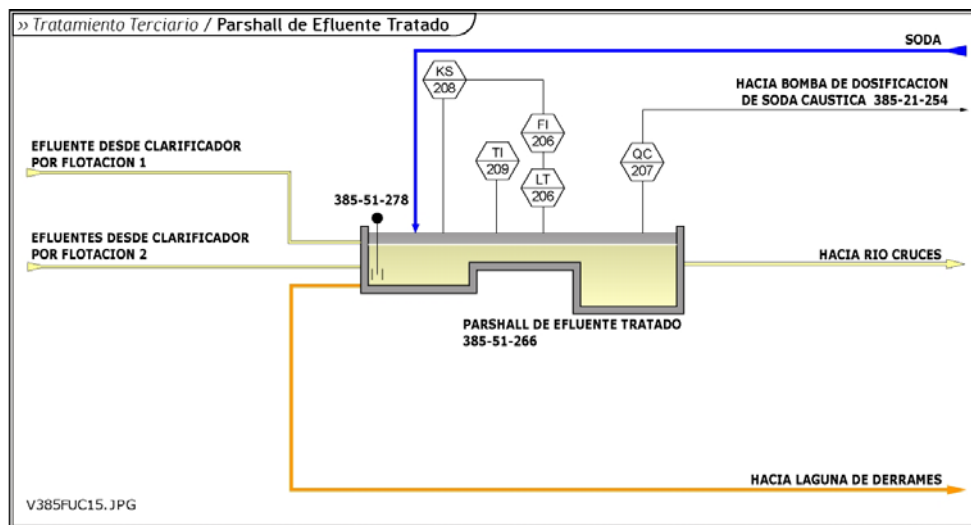 » Tratamiento Terciario / Parshall de Efluente Tratado
SODA
KS
208
HACIA BOMBA DE DOSIFICACION
DE SODA CAUSTICA 385-21-254
FI
206
EFLUENTE DESDE CLARIFICADOR
POR FLOTACION 1
TI
209
QC
207
LT
206
385-51-278
EFLUENTES DESDE CLARIFICADOR
POR FLOTACION 2
HACIA RIO CRUCES
PARSHALL DE EFLUENTE TRATADO
385-51-266
HACIA LAGUNA DE DERRAMES
V385FUC15.JPG